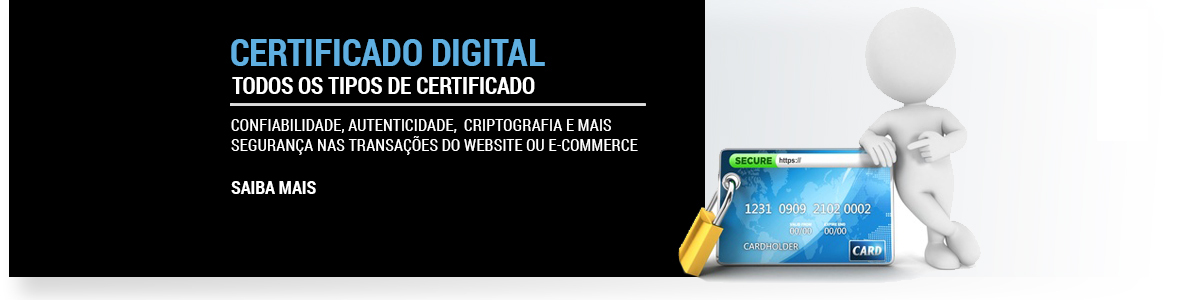 CERTIFICADO DIGITAL
TODOS OS TIPOS DE CERTIFICADO
CONFIABILIDADE, AUTENTICIDADE, CRIPTOGRAFIA E MAIS
SEGURANÇA NAS TRANSAÇÕES DO WEBSITE OU E-COMMERCE
SAIBA MAIS
SECURE https://
1231 0909 2102 0002
00/00 00/00
CARDHOLDER
CARD